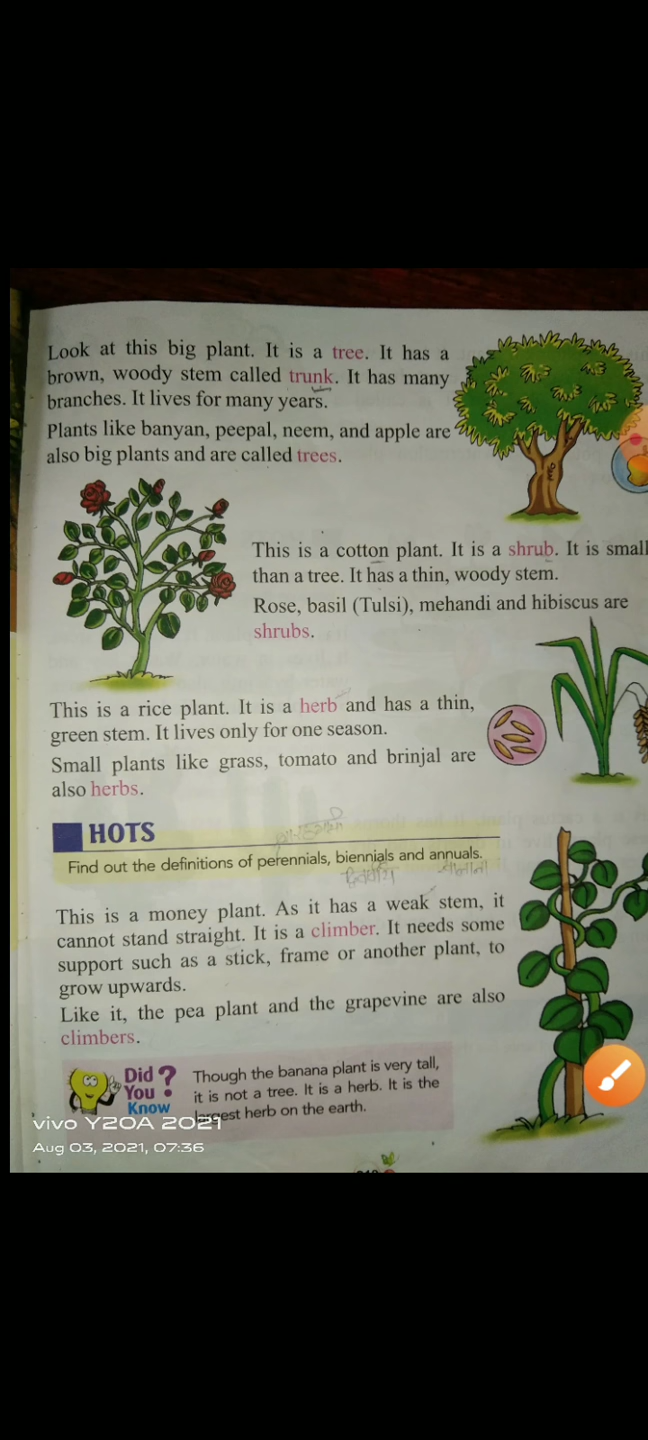 Look at this big plant. It is a tree. It has a
brown, woody stem called trunk. It has many
branches. It lives for many years.
Plants like banyan, peepal, neem, and apple are
also big plants and are called trees.
This is a cotton plant. It is a shrub. It is small
than a tree. It has a thin, woody stem.
Rose, basil (Tulsi), mehandi and hibiscus are
shrubs.
This is a rice plant. It is a herb and has a thin,
green stem. It lives only for one season.
Small plants like grass, tomato and brinjal are
also herbs.
HOTS
Find out the definitions of perennials, biennials and annuals.
This is a money plant. As it has a weak stem, it
cannot stand straight. It is a climber. It needs some
support such as a stick, frame or another plant, to
grow upwards.
Like it, the pea plant and the grapevine are also
climbers.
Did You Know ?
Though the banana plant is very tall,
it is not a tree. It is a herb. It is the
largest herb on the earth.
vivo Y20A 2021
Aug 03, 2021, 07:36